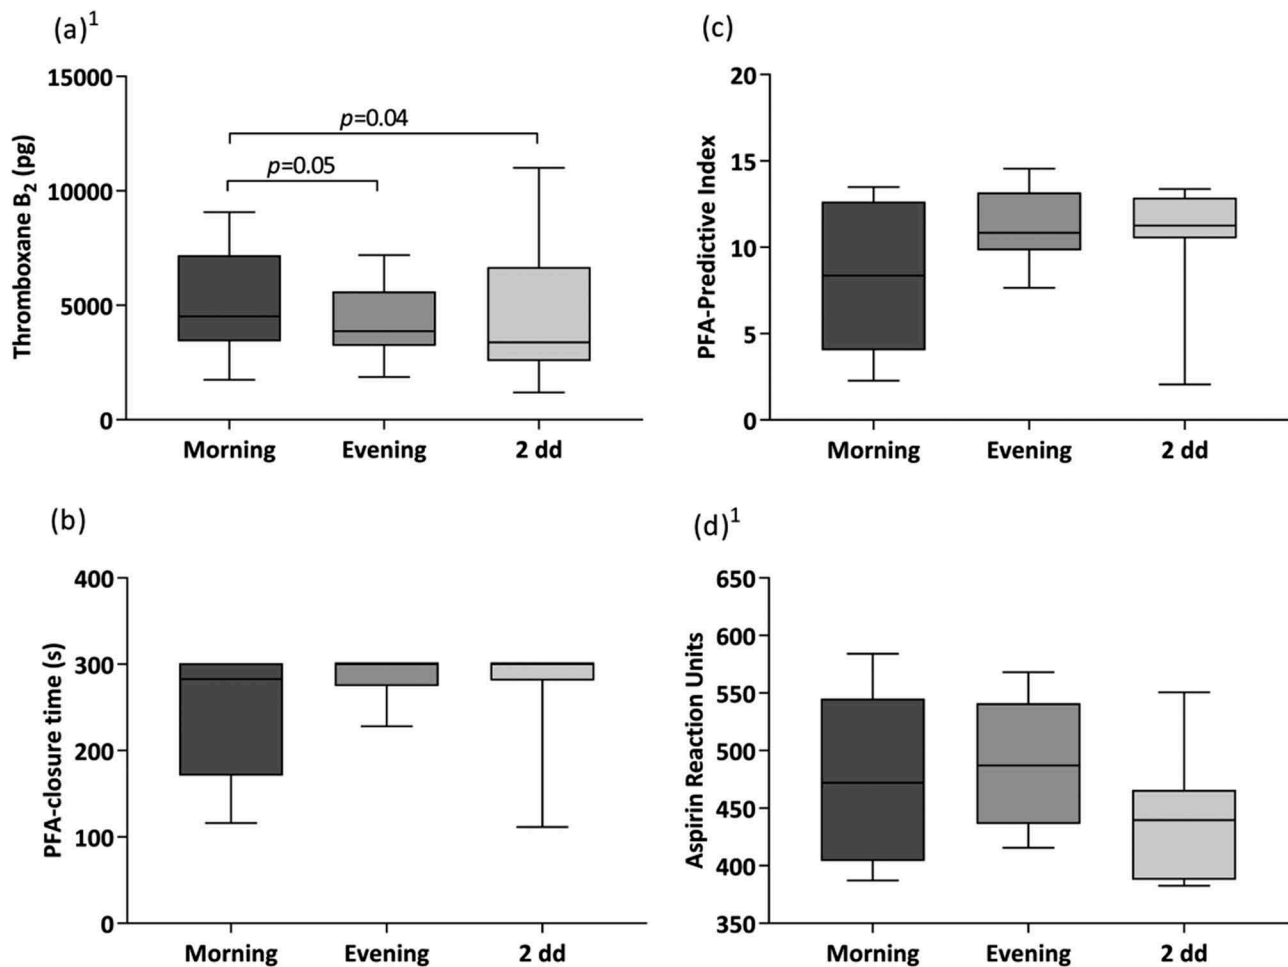 (a)1
Thromboxane B2 (pg)
15000
10000
5000
0
p=0.04
p=0.05
Morning Evening 2 dd
(c)
PFA-Predictive Index
20
15
10
5
0
Morning Evening 2 dd
(b)
PFA-closure time (s)
400
300
200
100
0
Morning Evening 2 dd
(d)1
Aspirin Reaction Units
650
600
550
500
450
400
350
Morning Evening 2 dd